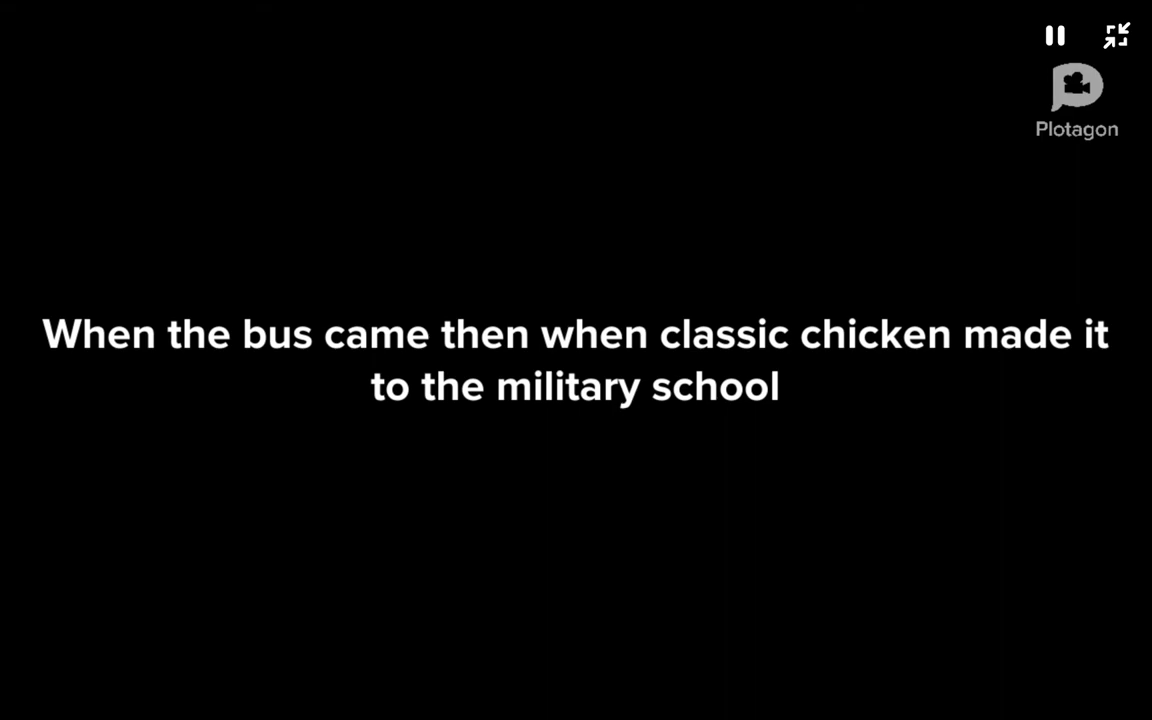 Plotagon
When the bus came then when classic chicken made it
to the military school